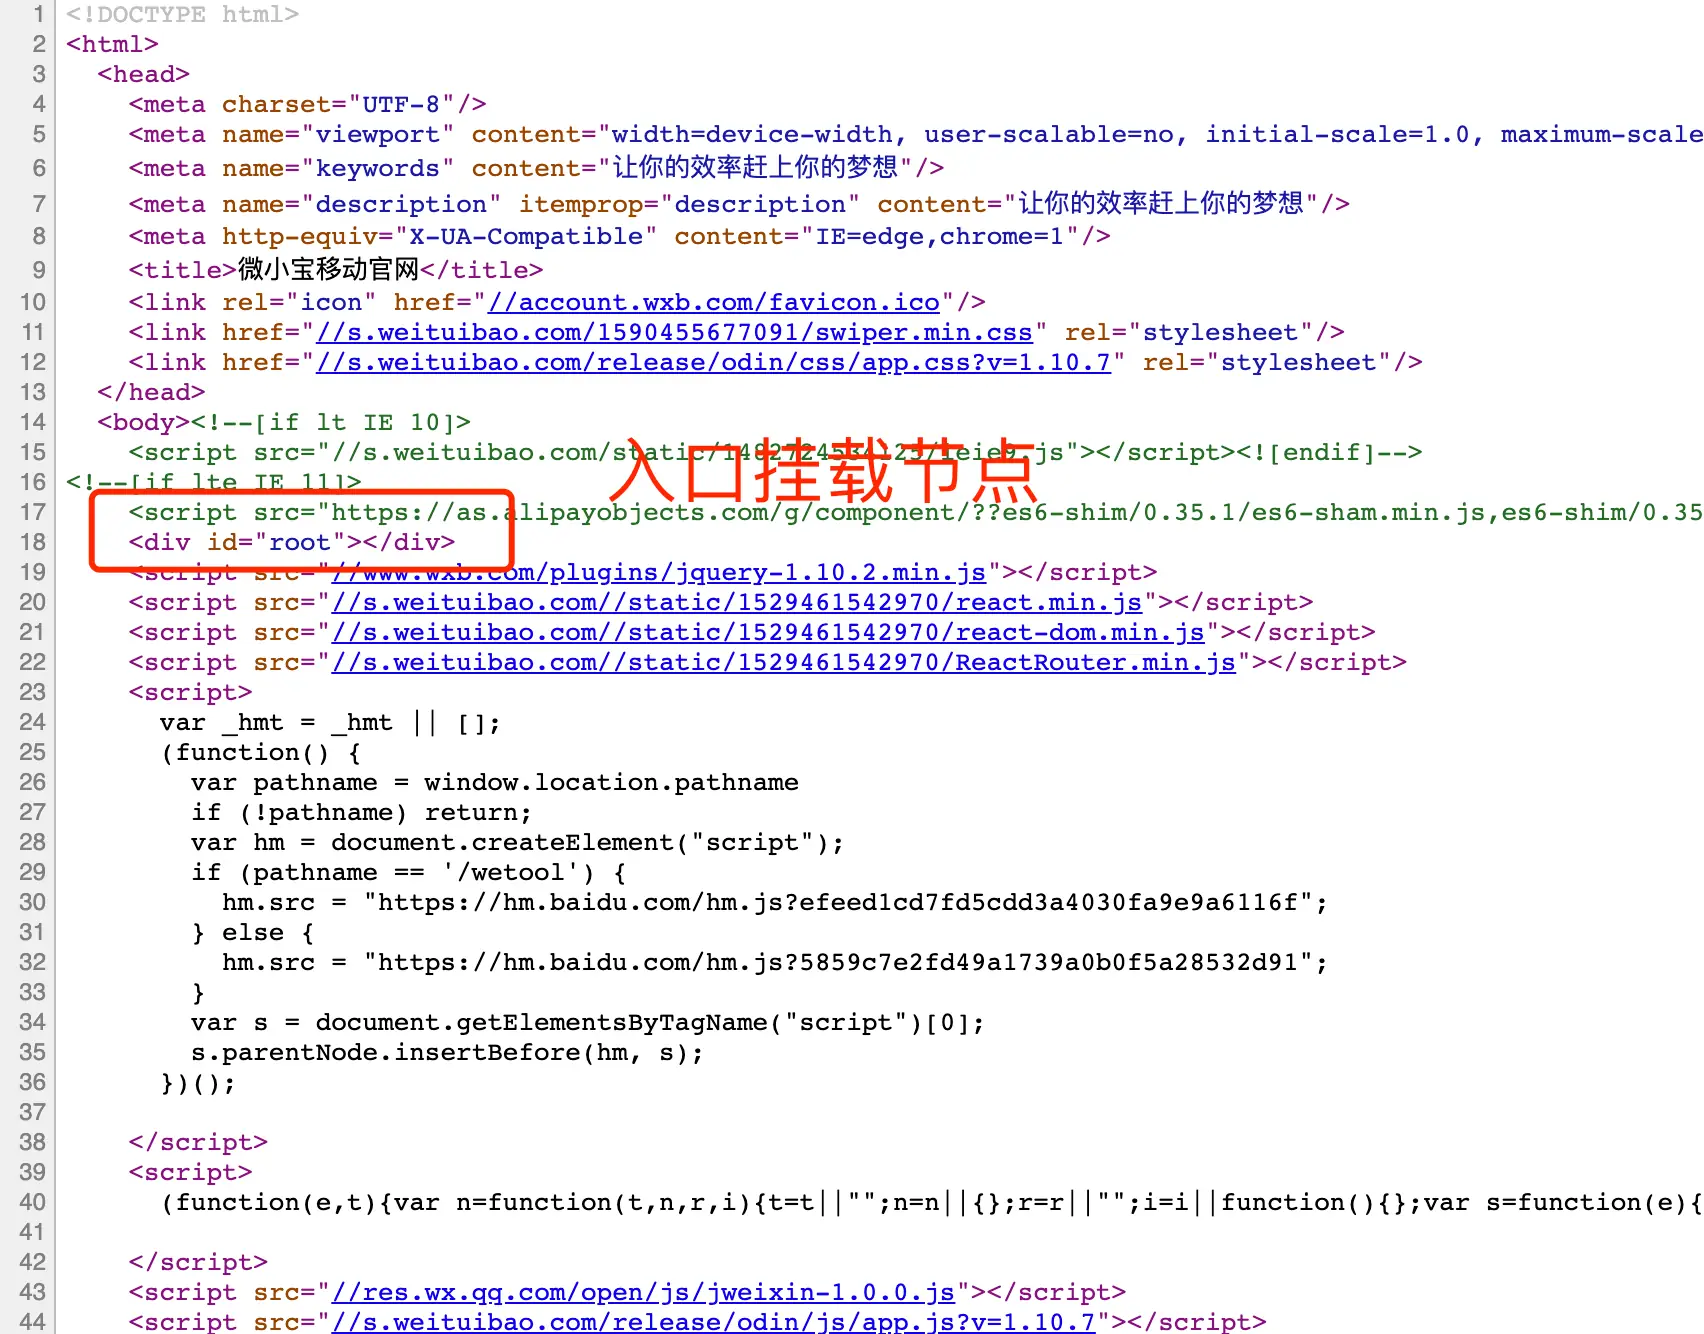 1 <!DOCTYPE html>
2 <html>
3 <head>
4 <meta charset="UTF-8"/>
5 <meta name="viewport" content="width=device-width, user-scalable=no, initial-scale=1.0, maximum-scale
6 <meta name="keywords" content="让你的效率赶上你的梦想"/>
7 <meta name="description" itemprop="description" content="让你的效率赶上你的梦想"/>
8 <meta http-equiv="X-UA-Compatible" content="IE=edge,chrome=1"/>
9 <title>微小宝移动官网</title>
10 <link rel="icon" href="//account.wxb.com/favicon.ico"/>
11 <link href="//s.weituibao.com/1590455677091/swiper.min.css" rel="stylesheet"/>
12 <link href="//s.weituibao.com/release/odin/css/app.css?v=1.10.7" rel="stylesheet"/>
13 </head>
14 <body><!--[if lt IE 10]>
15 <script src="//s.weituibao.com/static/1482724534125/ieie9.js"></script><![endif]-->
入口挂载节点
16 <!--[if lte IE 11]>
17 <script src="https://as.alipayobjects.com/g/component/??es6-shim/0.35.1/es6-sham.min.js,es6-shim/0.35
18 <div id="root"></div>
19 <script src="//www.wxb.com/plugins/jquery-1.10.2.min.js"></script>
20 <script src="//s.weituibao.com//static/1529461542970/react.min.js"></script>
21 <script src="//s.weituibao.com//static/1529461542970/react-dom.min.js"></script>
22 <script src="//s.weituibao.com//static/1529461542970/ReactRouter.min.js"></script>
23 <script>
24 var _hmt = _hmt || [];
25 (function() {
26 var pathname = window.location.pathname
27 if (!pathname) return;
28 var hm = document.createElement("script");
29 if (pathname == '/wetool') {
30 hm.src = "https://hm.baidu.com/hm.js?efeed1cd7fd5cdd3a4030fa9e9a6116f";
31 } else {
32 hm.src = "https://hm.baidu.com/hm.js?5859c7e2fd49a1739a0b0f5a28532d91";
33 }
34 var s = document.getElementsByTagName("script")[0];
35 s.parentNode.insertBefore(hm, s);
36 })();
37
38 </script>
39 <script>
40 (function(e,t){var n=function(t,n,r,i){t=t||"";n=n||{};r=r||"";i=i||function(){};var s=function(e){
41
42 </script>
43 <script src="//res.wx.qq.com/open/js/jweixin-1.0.0.js"></script>
44 <script src="//s.weituibao.com/release/odin/js/app.js?v=1.10.7"></script>